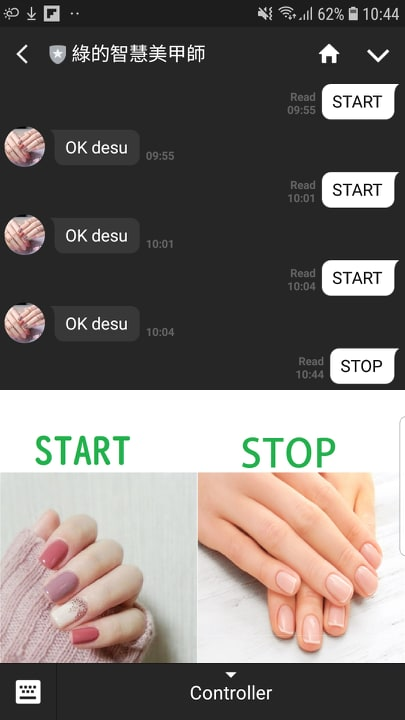 62% 10:44
綠的智慧美甲師
Read
09:55
START
OK desu
09:55
Read
10:01
START
OK desu
10:01
Read
10:04
START
OK desu
10:04
Read
10:44
STOP
START
STOP
Controller